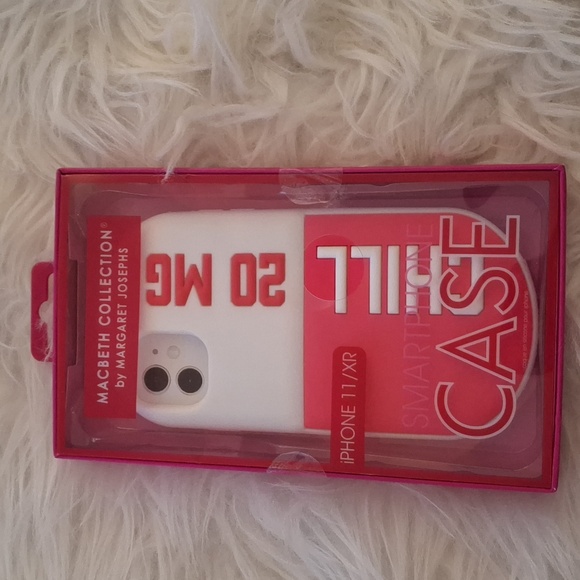 MACBETH COLLECTION®
by MARGARET JOSEPHS
20 MG
CHILL
iPHONE 11/XR
SMARTPHONE
CASE